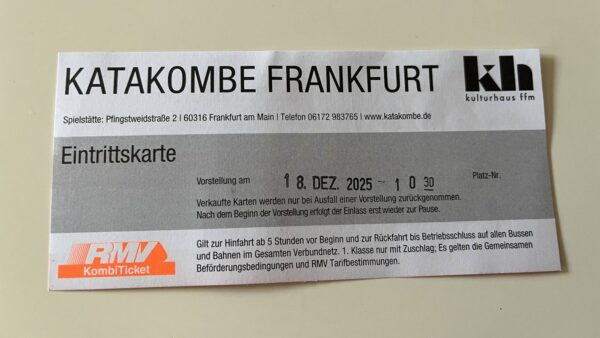 KATAKOMBE FRANKFURT
kh
kulturhaus ffm
Spielstätte: Pfingstweidstraße 2 | 60316 Frankfurt am Main | Telefon 06172 983765 | www.katakombe.de
Eintrittskarte
Vorstellung am 18. DEZ. 2025 - 10 30 Platz-Nr.
Verkaufte Karten werden nur bei Ausfall einer Vorstellung zurückgenommen.
Nach dem Beginn der Vorstellung erfolgt der Einlass erst wieder zur Pause.
RMV
KombiTicket
Gilt zur Hinfahrt ab 5 Stunden vor Beginn und zur Rückfahrt bis Betriebsschluss auf allen Bussen
und Bahnen im Gesamten Verbundnetz. 1. Klasse nur mit Zuschlag; Es gelten die Gemeinsamen
Beförderungsbedingungen und RMV Tarifbestimmungen.